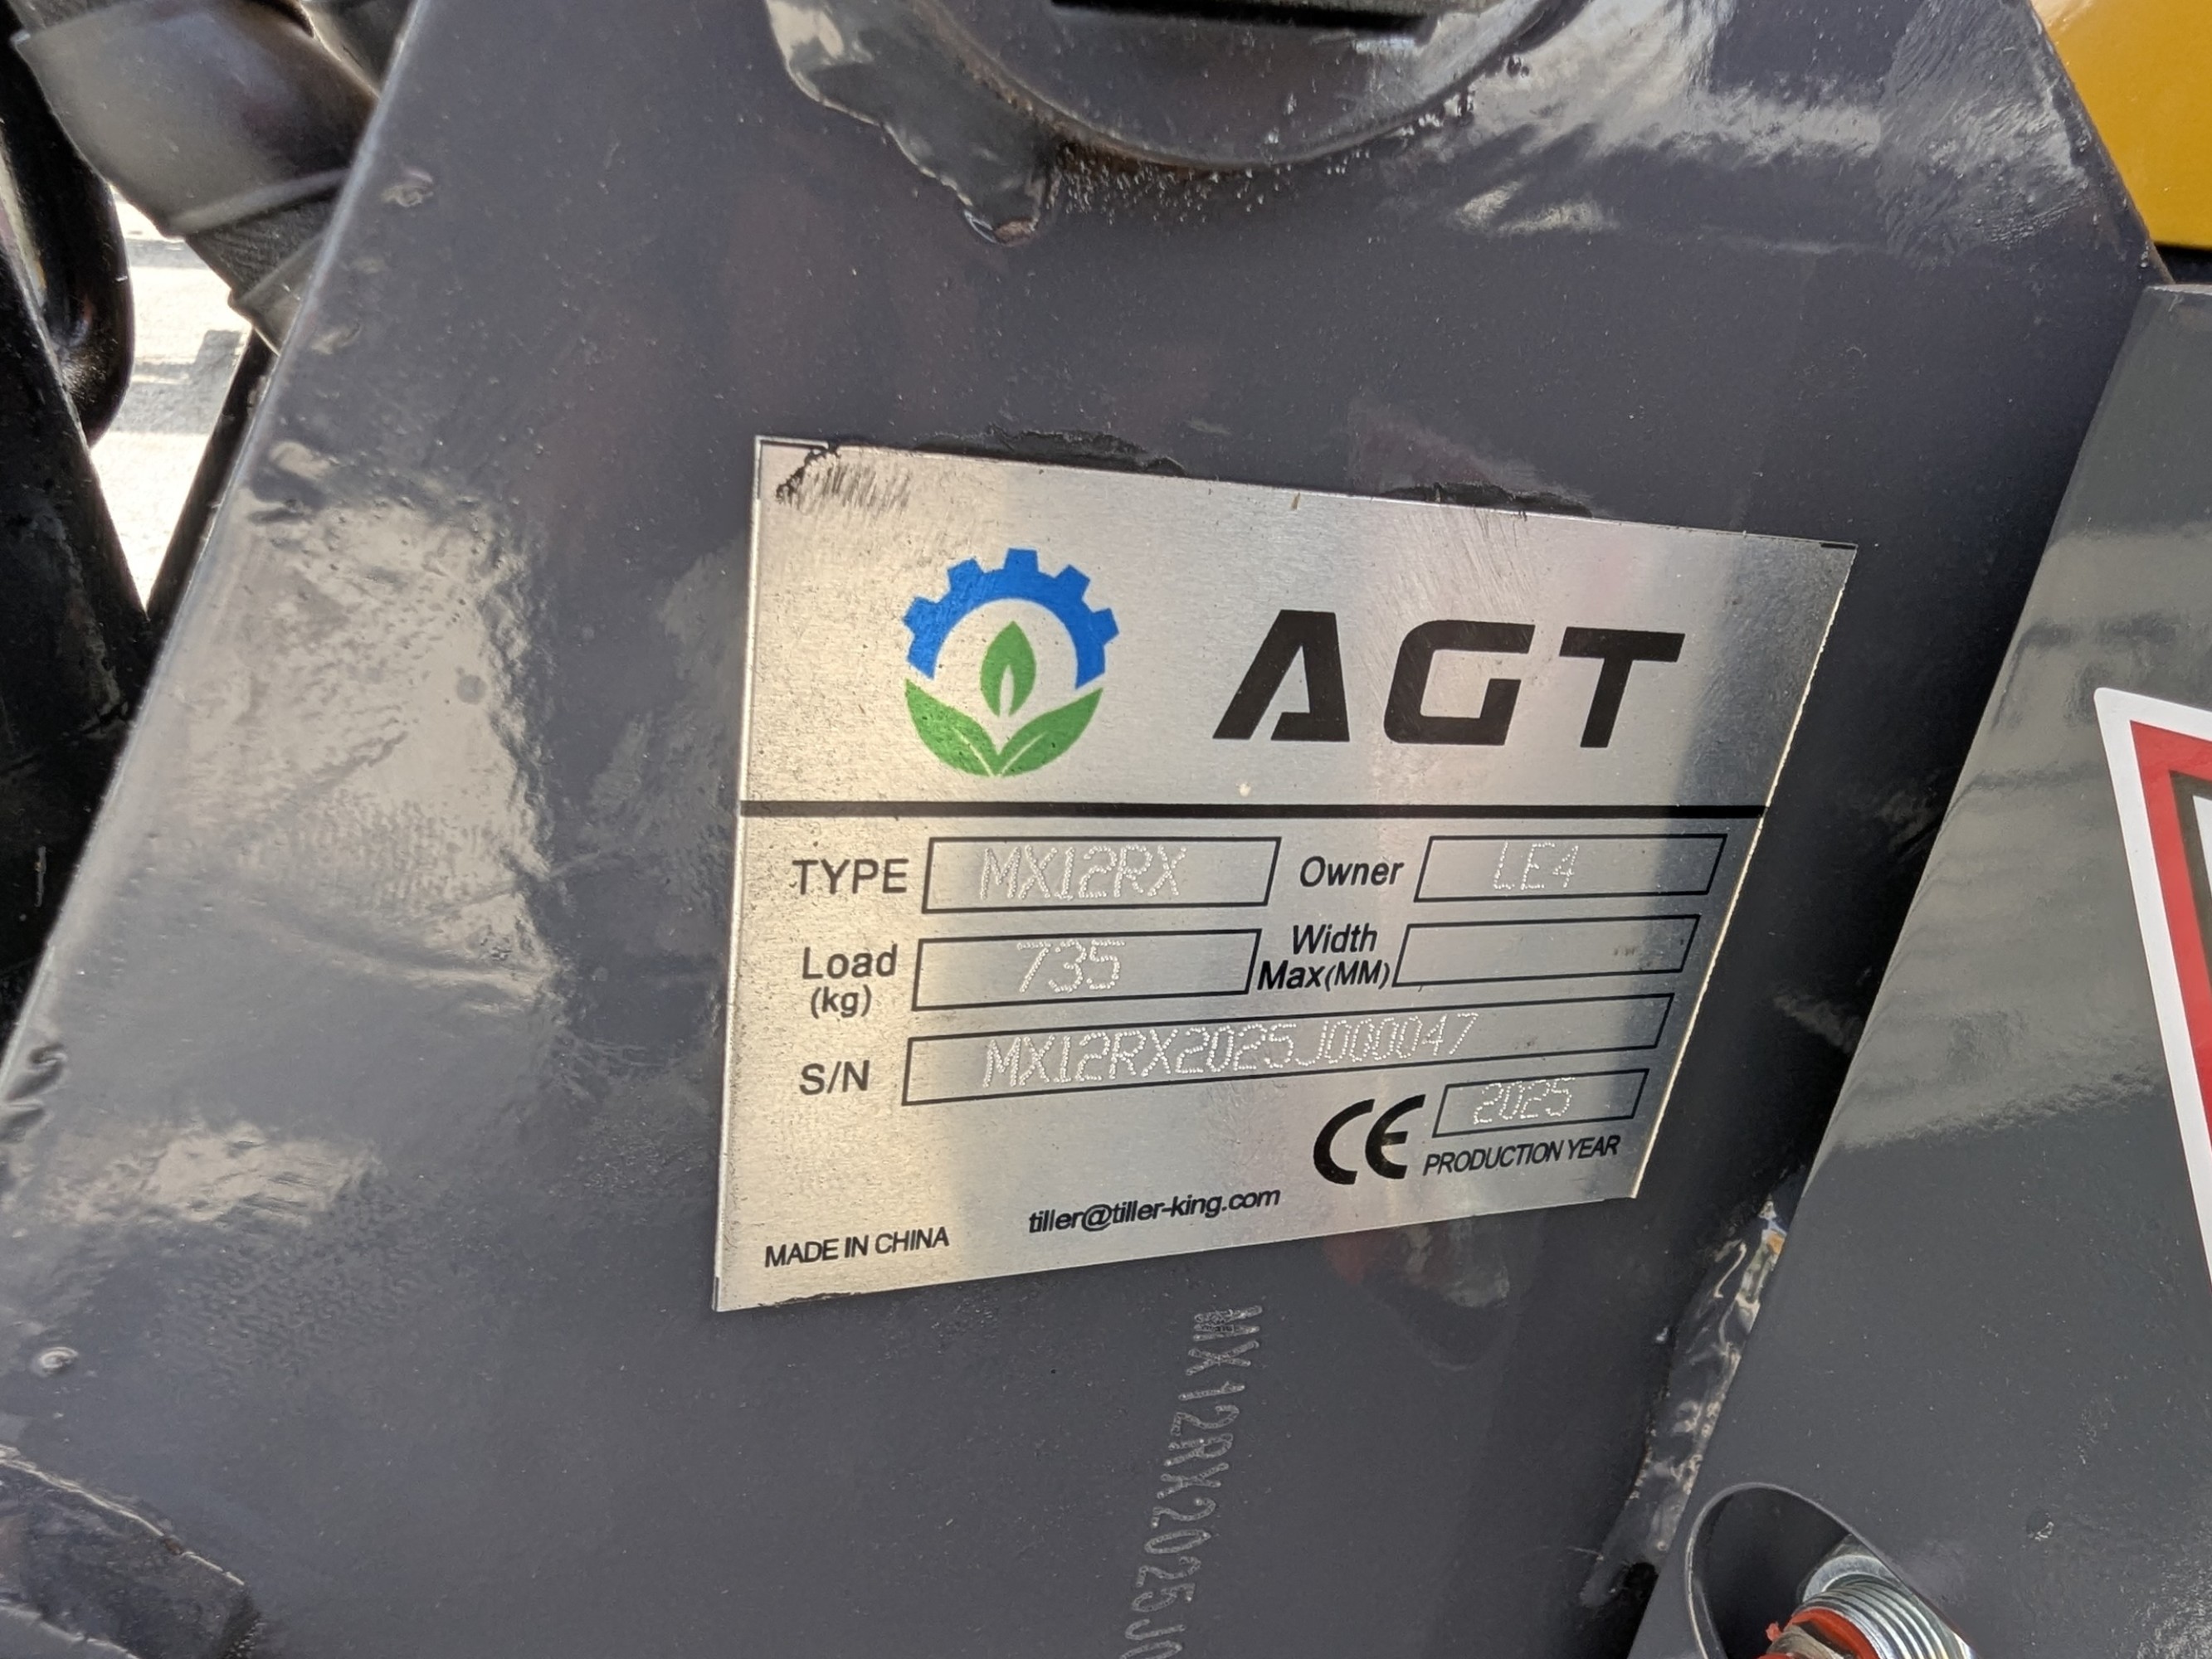 AGT
TYPE MX12RX Owner LE4
Load (kg) 735 Width Max(MM)
S/N MX12RX2025J000047
CE 2025
PRODUCTION YEAR
MADE IN CHINA tiller@tiller-king.com
MX12RX2025J0